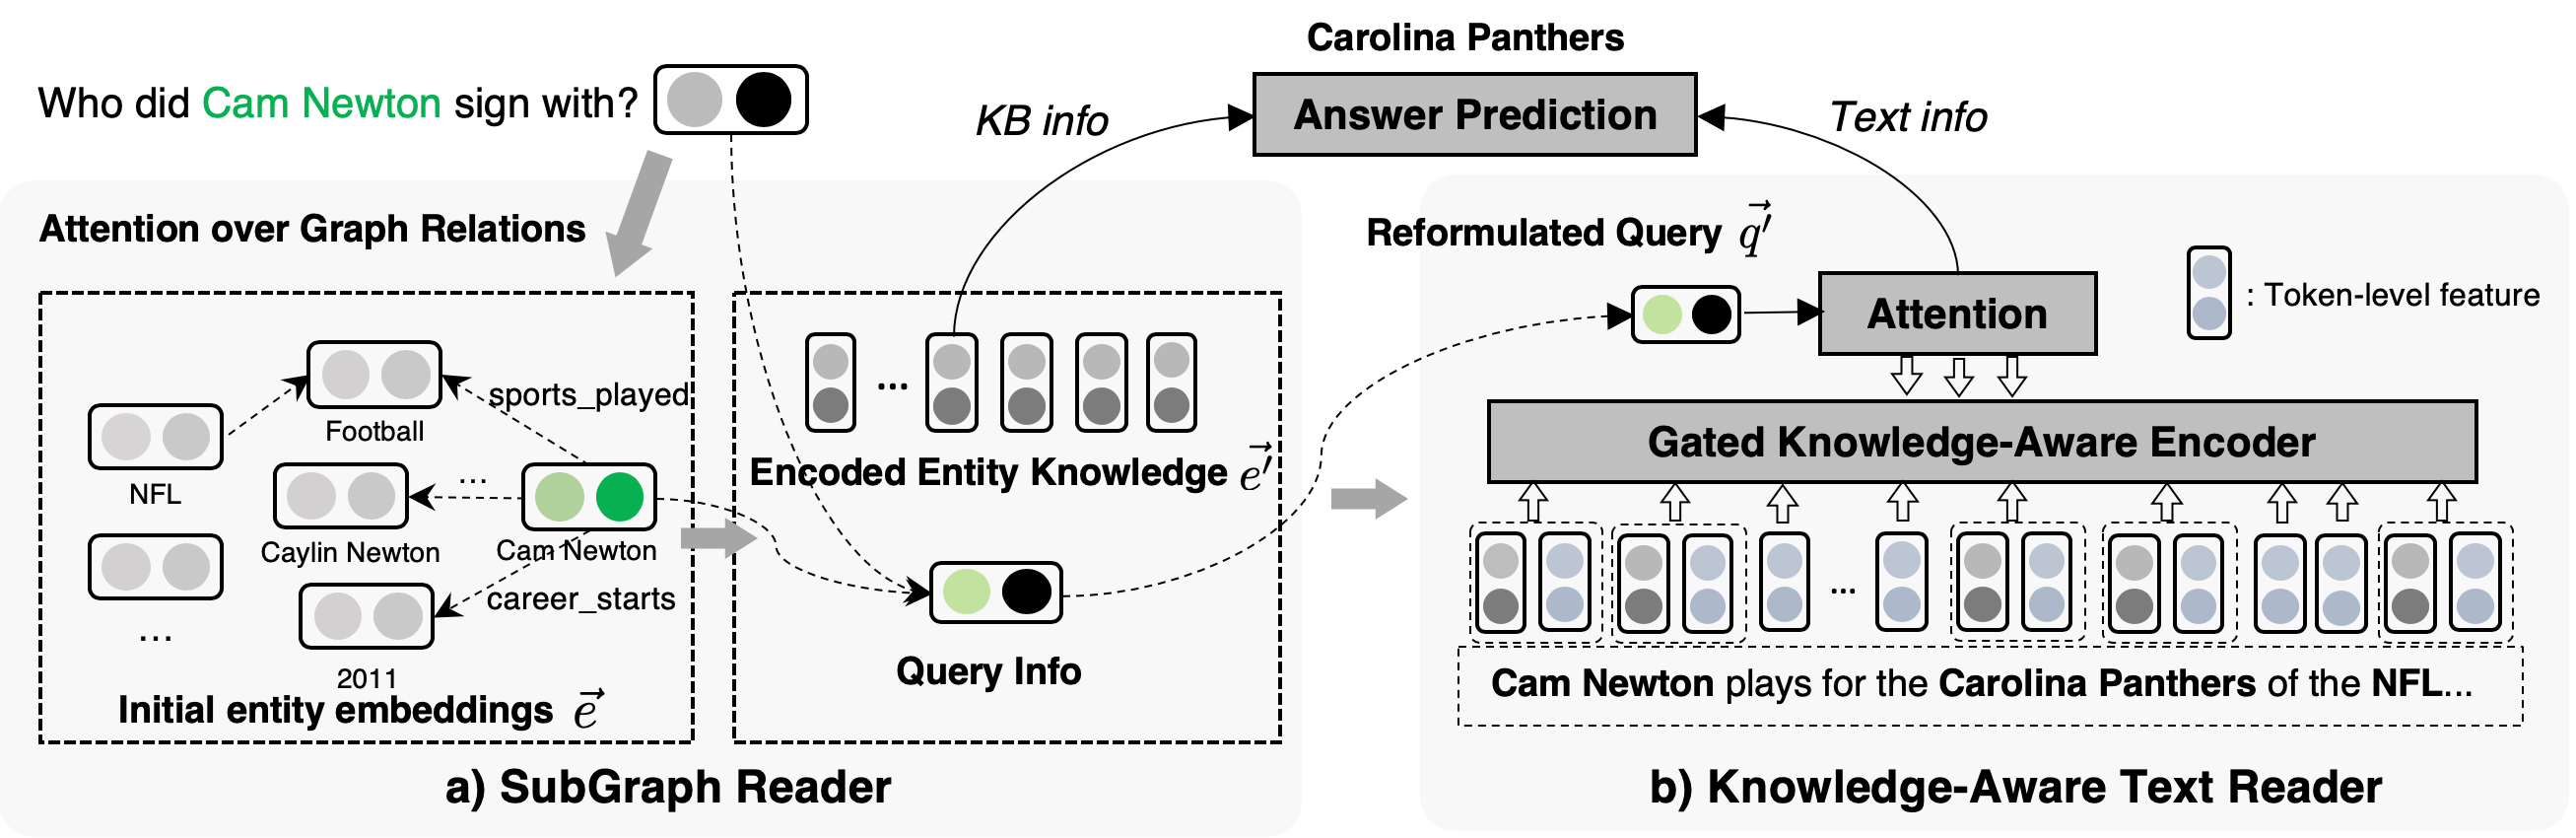 Carolina Panthers
Who did Cam Newton sign with?
KB info
Answer Prediction
Text info
Attention over Graph Relations
Reformulated Query q′
Attention
: Token-level feature
sports_played
Football
NFL
...
Caylin Newton
Cam Newton
career_starts
...
2011
Initial entity embeddings e
...
Encoded Entity Knowledge e′
Query Info
Gated Knowledge-Aware Encoder
...
Cam Newton plays for the Carolina Panthers of the NFL...
a) SubGraph Reader
b) Knowledge-Aware Text Reader